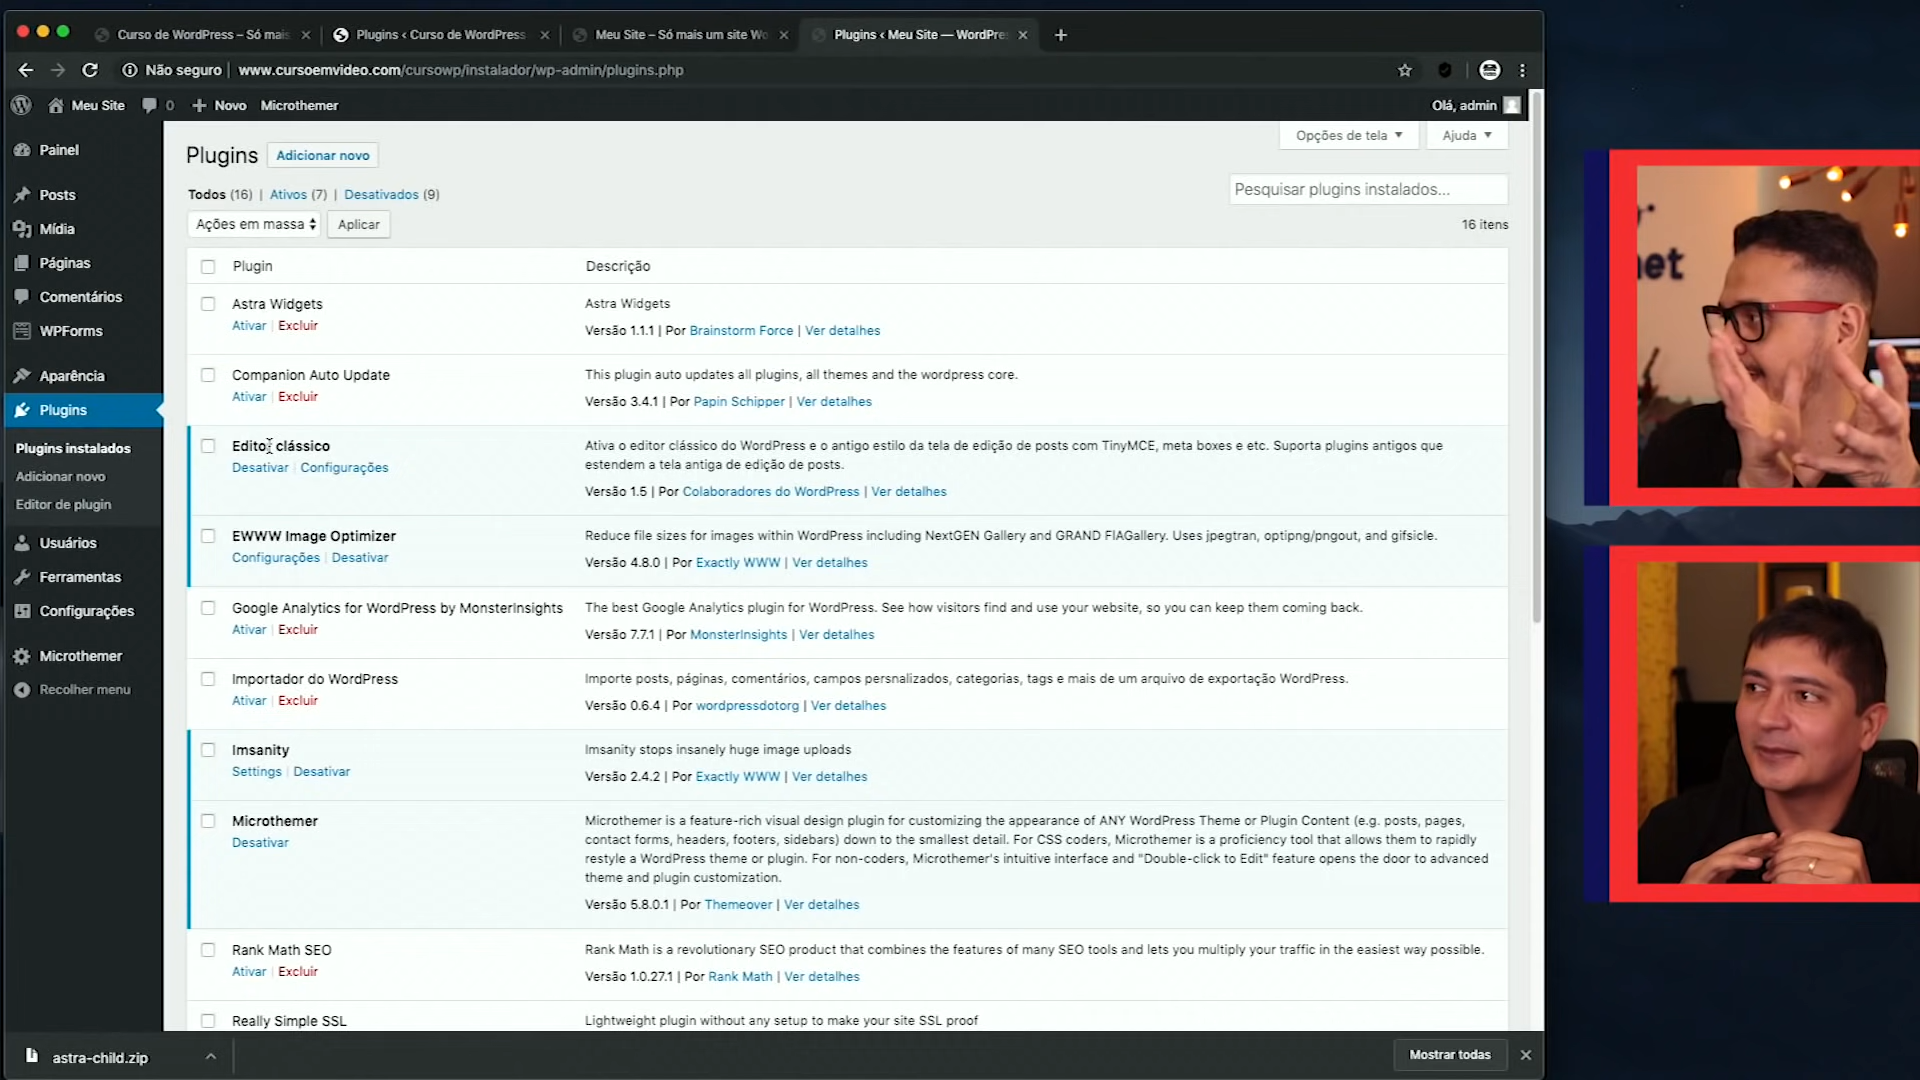 Curso de WordPress – Só mais
Plugins ‹ Curso de WordPress
Meu Site – Só mais um site Wo
Plugins ‹ Meu Site — WordPre
Não seguro | www.cursoemvideo.com/cursowp/instalador/wp-admin/plugins.php
Meu Site 0 Novo Microthemer Olá, admin
Opções de tela Ajuda
Painel
Posts
Mídia
Páginas
Comentários
WPForms
Aparência
Plugins
Plugins instalados
Adicionar novo
Editor de plugin
Usuários
Ferramentas
Configurações
Microthemer
Recolher menu
Plugins Adicionar novo
Todos (16) | Ativos (7) | Desativados (9)
Pesquisar plugins instalados...
Ações em massa Aplicar
16 itens
Plugin Descrição
Astra Widgets
Ativar | Excluir
Astra Widgets
Versão 1.1.1 | Por Brainstorm Force | Ver detalhes
Companion Auto Update
Ativar | Excluir
This plugin auto updates all plugins, all themes and the wordpress core.
Versão 3.4.1 | Por Papin Schipper | Ver detalhes
Editor clássico
Desativar | Configurações
Ativa o editor clássico do WordPress e o antigo estilo da tela de edição de posts com TinyMCE, meta boxes e etc. Suporta plugins antigos que
estendem a tela antiga de edição de posts.
Versão 1.5 | Por Colaboradores do WordPress | Ver detalhes
EWWW Image Optimizer
Configurações | Desativar
Reduce file sizes for images within WordPress including NextGEN Gallery and GRAND FlAGallery. Uses jpegtran, optipng/pngout, and gifsicle.
Versão 4.8.0 | Por Exactly WWW | Ver detalhes
Google Analytics for WordPress by MonsterInsights
Ativar | Excluir
The best Google Analytics plugin for WordPress. See how visitors find and use your website, so you can keep them coming back.
Versão 7.7.1 | Por MonsterInsights | Ver detalhes
Importador do WordPress
Ativar | Excluir
Importe posts, páginas, comentários, campos persnalizados, categorias, tags e mais de um arquivo de exportação WordPress.
Versão 0.6.4 | Por wordpressdotorg | Ver detalhes
Imsanity
Settings | Desativar
Imsanity stops insanely huge image uploads
Versão 2.4.2 | Por Exactly WWW | Ver detalhes
Microthemer
Desativar
Microthemer is a feature-rich visual design plugin for customizing the appearance of ANY WordPress Theme or Plugin Content (e.g. posts, pages,
contact forms, headers, footers, sidebars) down to the smallest detail. For CSS coders, Microthemer is a proficiency tool that allows them to rapidly
restyle a WordPress theme or plugin. For non-coders, Microthemer's intuitive interface and "Double-click to Edit" feature opens the door to advanced
theme and plugin customization.
Versão 5.8.0.1 | Por Themeover | Ver detalhes
Rank Math SEO
Ativar | Excluir
Rank Math is a revolutionary SEO product that combines the features of many SEO tools and lets you multiply your traffic in the easiest way possible.
Versão 1.0.27.1 | Por Rank Math | Ver detalhes
Really Simple SSL
Lightweight plugin without any setup to make your site SSL proof
astra-child.zip
Mostrar todas